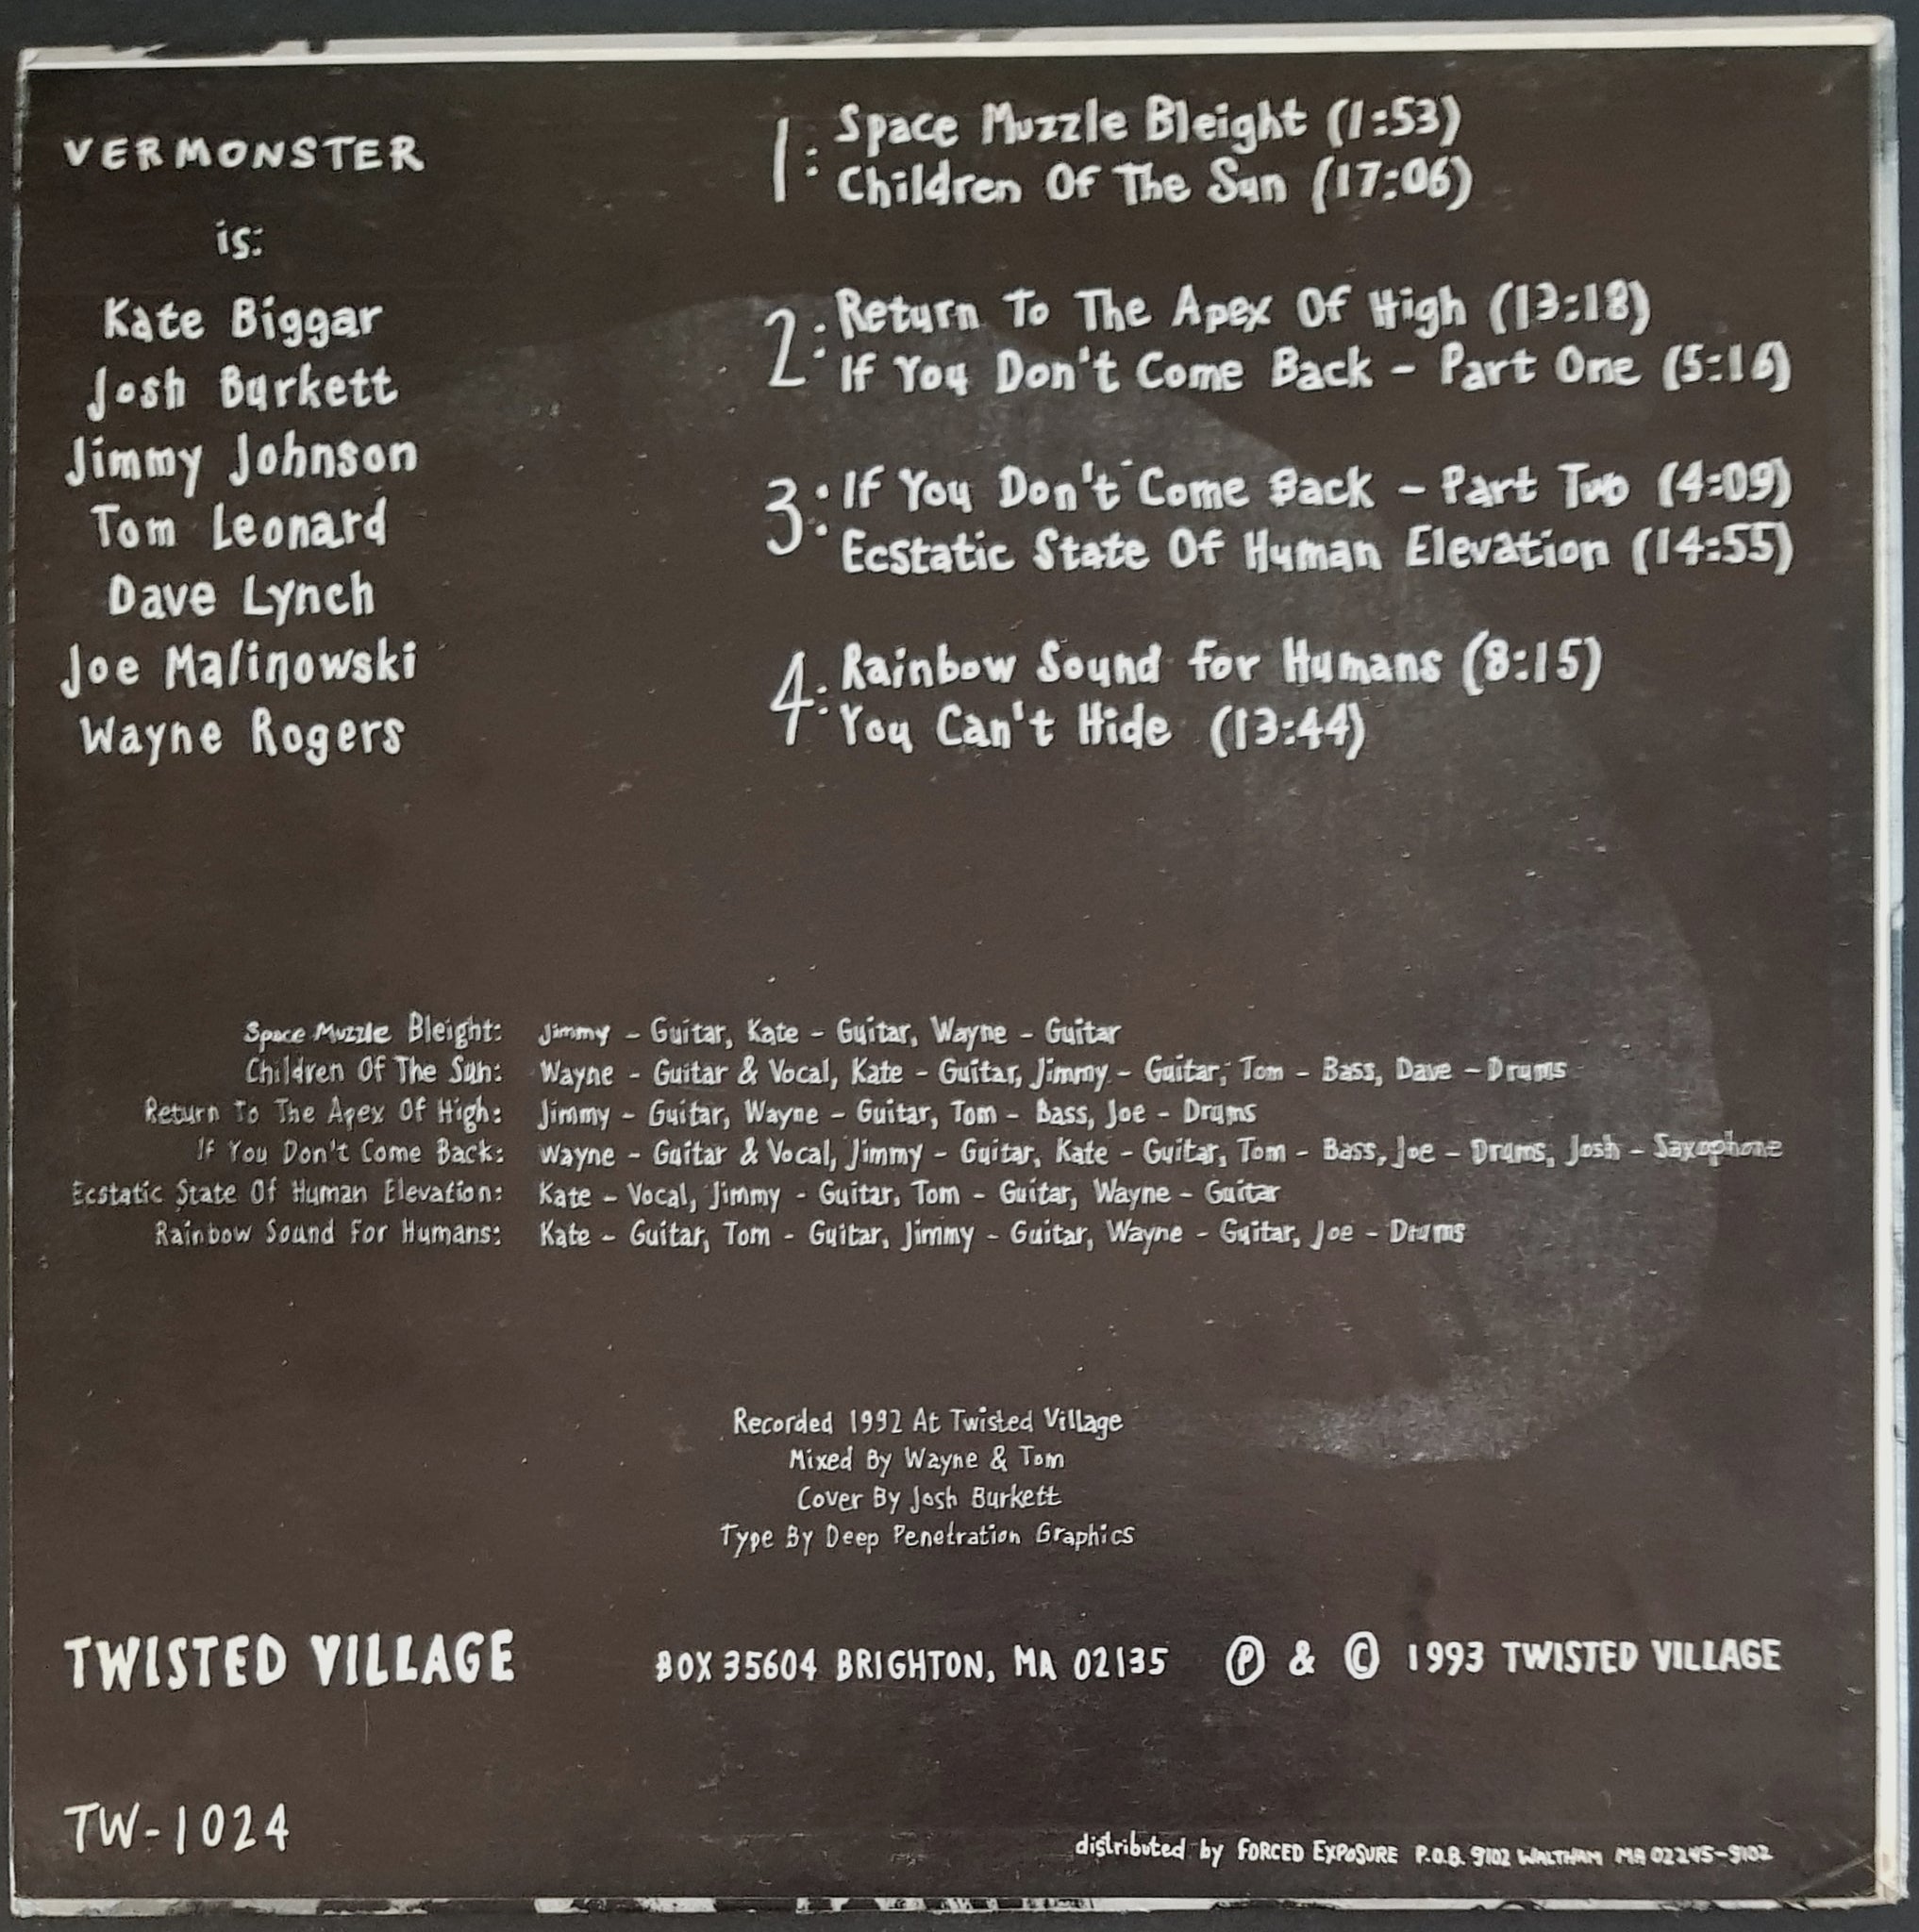 VERMONSTER
is:
Kate Biggar
Josh Burkett
Jimmy Johnson
Tom Leonard
Dave Lynch
Joe Malinowski
Wayne Rogers
1: Space Muzzle Bleight (1:53)
Children Of The Sun (17:06)
2: Return To The Apex Of High (13:18)
If You Don't Come Back - Part One (5:16)
3: If You Don't Come Back - Part Two (4:09)
Ecstatic State Of Human Elevation (14:55)
4: Rainbow Sound for Humans (8:15)
You Can't Hide (13:44)
Space Muzzle Bleight: Jimmy - Guitar, Kate - Guitar, Wayne - Guitar
Children Of The Sun: Wayne - Guitar & Vocal, Kate - Guitar, Jimmy - Guitar, Tom - Bass, Dave - Drums
Return To The Apex Of High: Jimmy - Guitar, Wayne - Guitar, Tom - Bass, Joe - Drums
If You Don't Come Back: Wayne - Guitar & Vocal, Jimmy - Guitar, Kate - Guitar, Tom - Bass, Joe - Drums, Josh - Saxophone
Ecstatic State Of Human Elevation: Kate - Vocal, Jimmy - Guitar, Tom - Guitar, Wayne - Guitar
Rainbow Sound For Humans: Kate - Guitar, Tom - Guitar, Jimmy - Guitar, Wayne - Guitar, Joe - Drums
Recorded 1992 At Twisted Village
Mixed By Wayne & Tom
Cover By Josh Burkett
Type By Deep Penetration Graphics
TWISTED VILLAGE BOX 35604 BRIGHTON, MA 02135 ℗ & © 1993 TWISTED VILLAGE
TW-1024
distributed by FORCED EXPOSURE P.O.B. 9102 WALTHAM MA 02245-9102